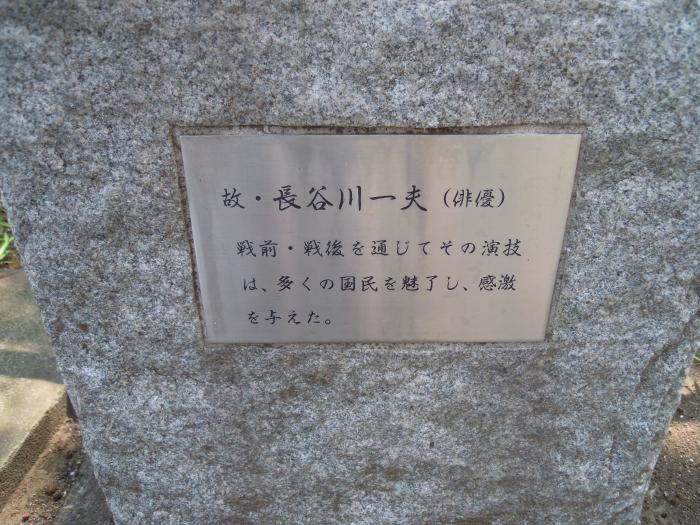 故・長谷川一夫（俳優）
戦前・戦後を通じてその演技
は、多くの国民を魅了し、感激
を与えた。